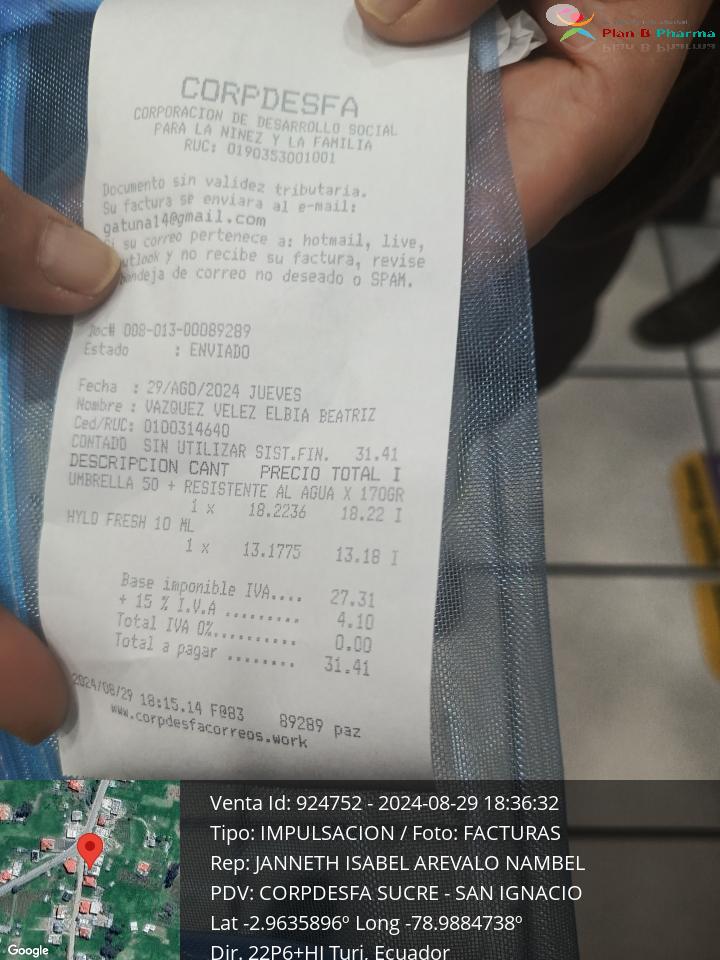 Plan B Pharma
CORPDESFA
CORPORACION DE DESARROLLO SOCIAL
PARA LA NIÑEZ Y LA FAMILIA
RUC: 0190353001001
Documento sin validez tributaria.
Su factura se enviara al e-mail:
gatuna14@gmail.com
su correo pertenece a: hotmail, live,
utlook y no recibe su factura, revise
bandeja de correo no deseado o SPAM.
Doc# 008-013-00089289
Estado : ENVIADO
Fecha : 29/AGO/2024 JUEVES
Nombre : VAZQUEZ VELEZ ELBIA BEATRIZ
Ced/RUC: 0100314640
CONTADO SIN UTILIZAR SIST.FIN. 31.41
DESCRIPCION CANT PRECIO TOTAL I
UMBRELLA 50 + RESISTENTE AL AGUA X 170GR
1 x 18.2236 18.22 I
HYLO FRESH 10 ML
1 x 13.1775 13.18 I
Base imponible IVA.... 27.31
+ 15 % I.V.A ......... 4.10
Total IVA 0%........... 0.00
Total a pagar ........ 31.41
2024/08/29 18:15.14 F@83 89289 paz
www.corpdesfacorreos.work
Venta Id: 924752 - 2024-08-29 18:36:32
Tipo: IMPULSACION / Foto: FACTURAS
Rep: JANNETH ISABEL AREVALO NAMBEL
PDV: CORPDESFA SUCRE - SAN IGNACIO
Lat -2.9635896º Long -78.9884738º
Dir. 22P6+HJ Turi, Ecuador
Google